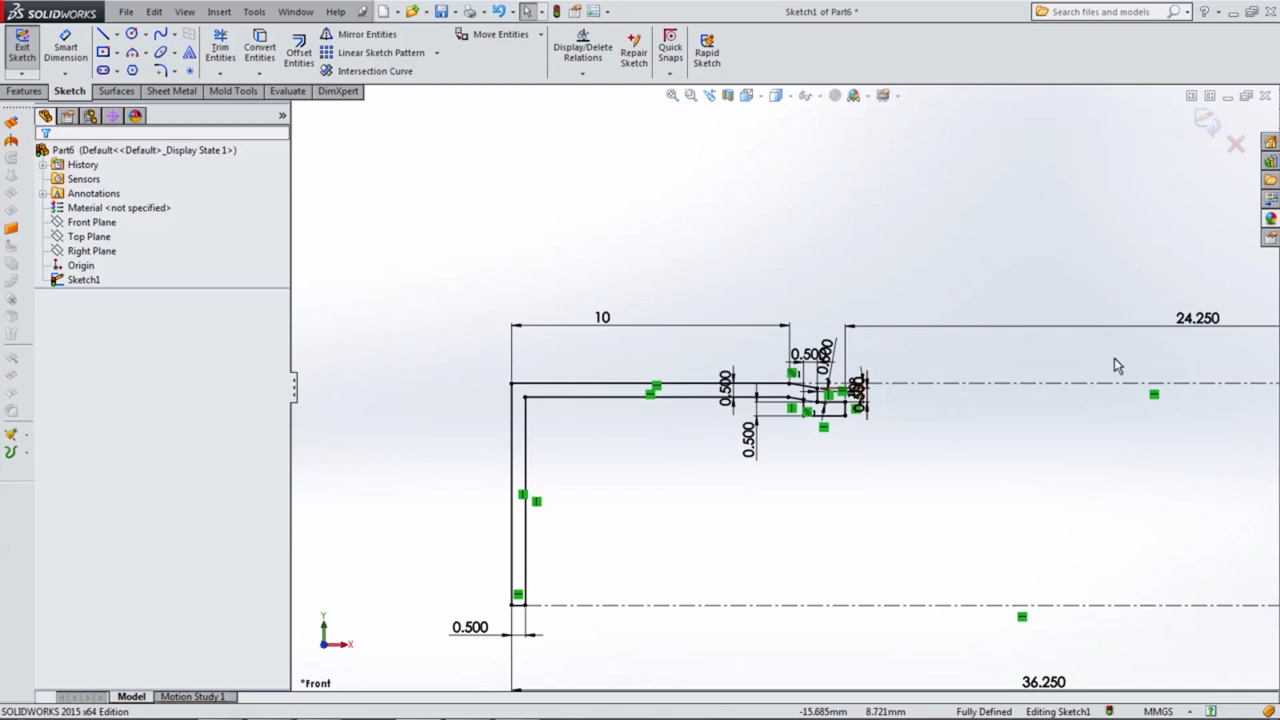 SOLIDWORKS File Edit View Insert Tools Window Help Sketch1 of Part6 * Search files and models
Exit Sketch
Smart Dimension
Trim Entities
Convert Entities
Offset Entities
Mirror Entities
Linear Sketch Pattern
Intersection Curve
Move Entities
Display/Delete Relations
Repair Sketch
Quick Snaps
Rapid Sketch
Features Sketch Surfaces Sheet Metal Mold Tools Evaluate DimXpert
Part6 (Default<<Default>_Display State 1>)
History
Sensors
Annotations
Material <not specified>
Front Plane
Top Plane
Right Plane
Origin
Sketch1
10
24.250
0.500
0.500
0.500
0.500
36.250
Y
X
*Front
Model Motion Study 1
SOLIDWORKS 2015 x64 Edition -15.685mm 8.721mm Fully Defined Editing Sketch1 MMGS